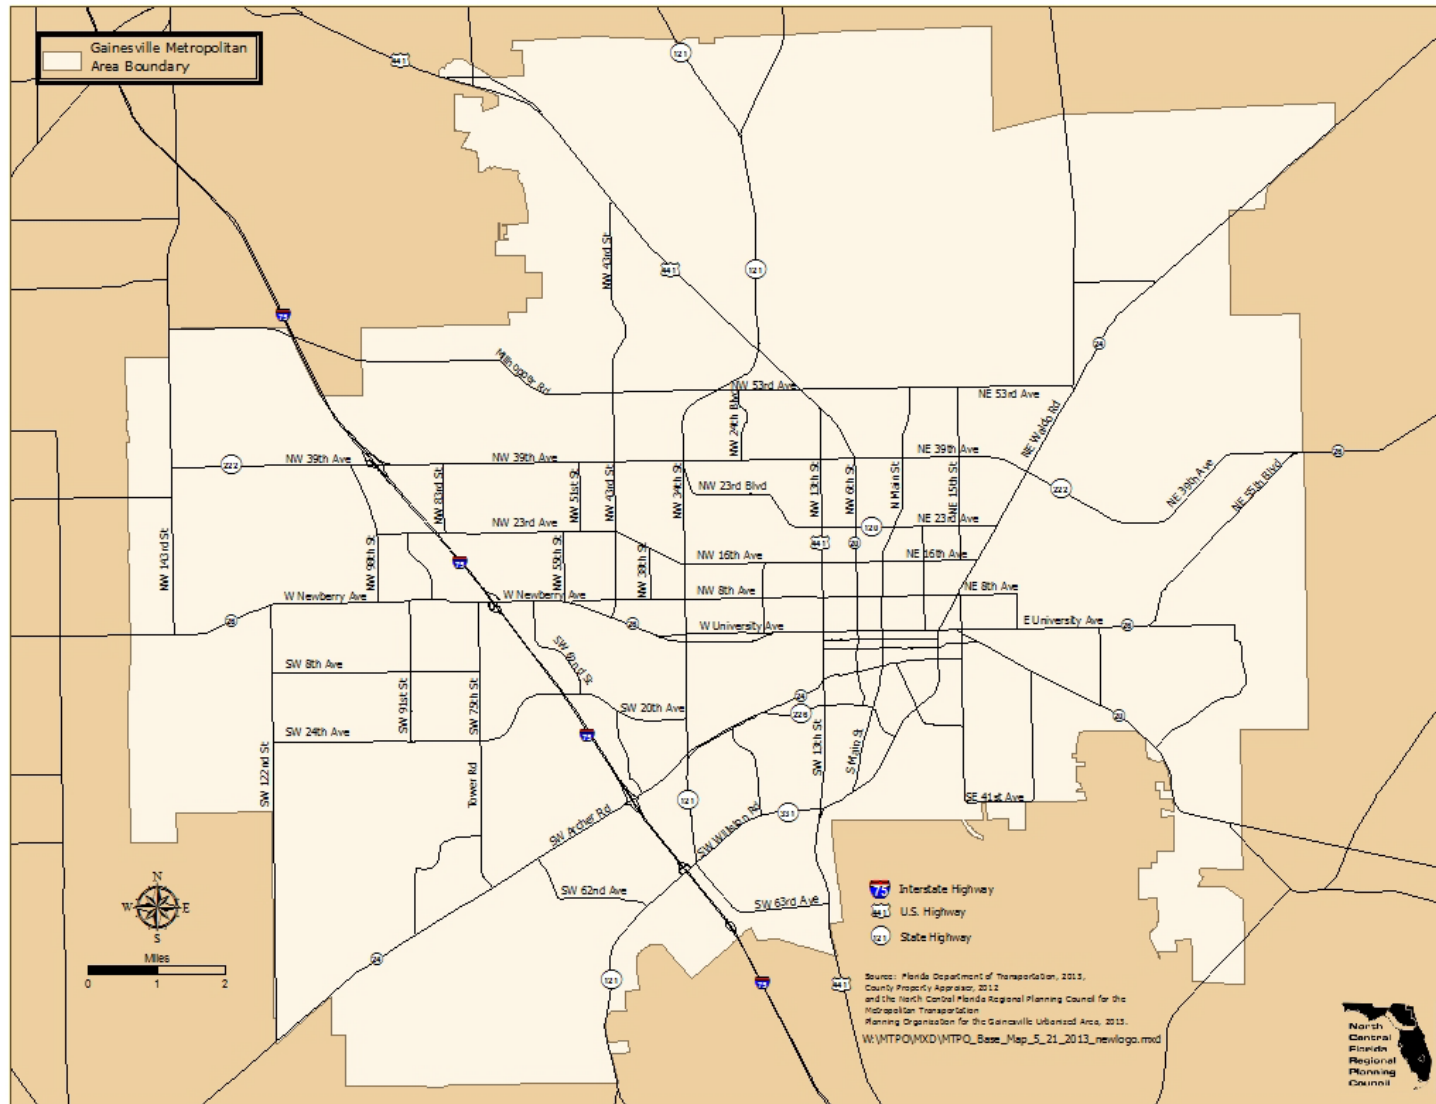 Gainesville Metropolitan
Area Boundary
441
121
NW 43rd St
441
121
75
24
Millhopper Rd
NW 53rd Ave
NE 53rd Ave
NW 24th Blvd
NE Waldo Rd
222
NW 39th Ave
NW 39th Ave
NE 39th Ave
26
NW 83rd St
NW 51st St
NW 43rd St
NW 34th St
NW 23rd Blvd
NW 13th St
NW 6th St
N Main St
NE 15th St
222
NE 39th Ave
NE 55th Blvd
NW 143rd St
NW 98th St
NW 23rd Ave
120
NE 23rd Ave
75
NW 55th St
NW 38th St
NW 16th Ave
441
20
NE 16th Ave
W Newberry Ave
W Newberry Ave
NW 8th Ave
NE 8th Ave
26
26
W University Ave
E University Ave
26
SW 8th Ave
SW 62nd St
SW 91st St
SW 75th St
24
SW 20th Ave
226
20
SW 24th Ave
75
SW 122nd St
SW 13th St
S Main St
Tower Rd
121
SW Archer Rd
SW Williston Rd
331
SE 41st Ave
SW 62nd Ave
SW 63rd Ave
N
W
E
S
75
Interstate Highway
441
U.S. Highway
121
State Highway
24
Miles
0
1
2
121
75
441
Source: Florida Department of Transportation, 2013,
County Property Appraiser, 2012
and the North Central Florida Regional Planning Council for the
Metropolitan Transportation
Planning Organization for the Gainesville Urbanized Area, 2013.
W:\MTPO\MXD\MTPO_Base_Map_5_21_2013_newlogo.mxd
North
Central
Florida
Regional
Planning
Council